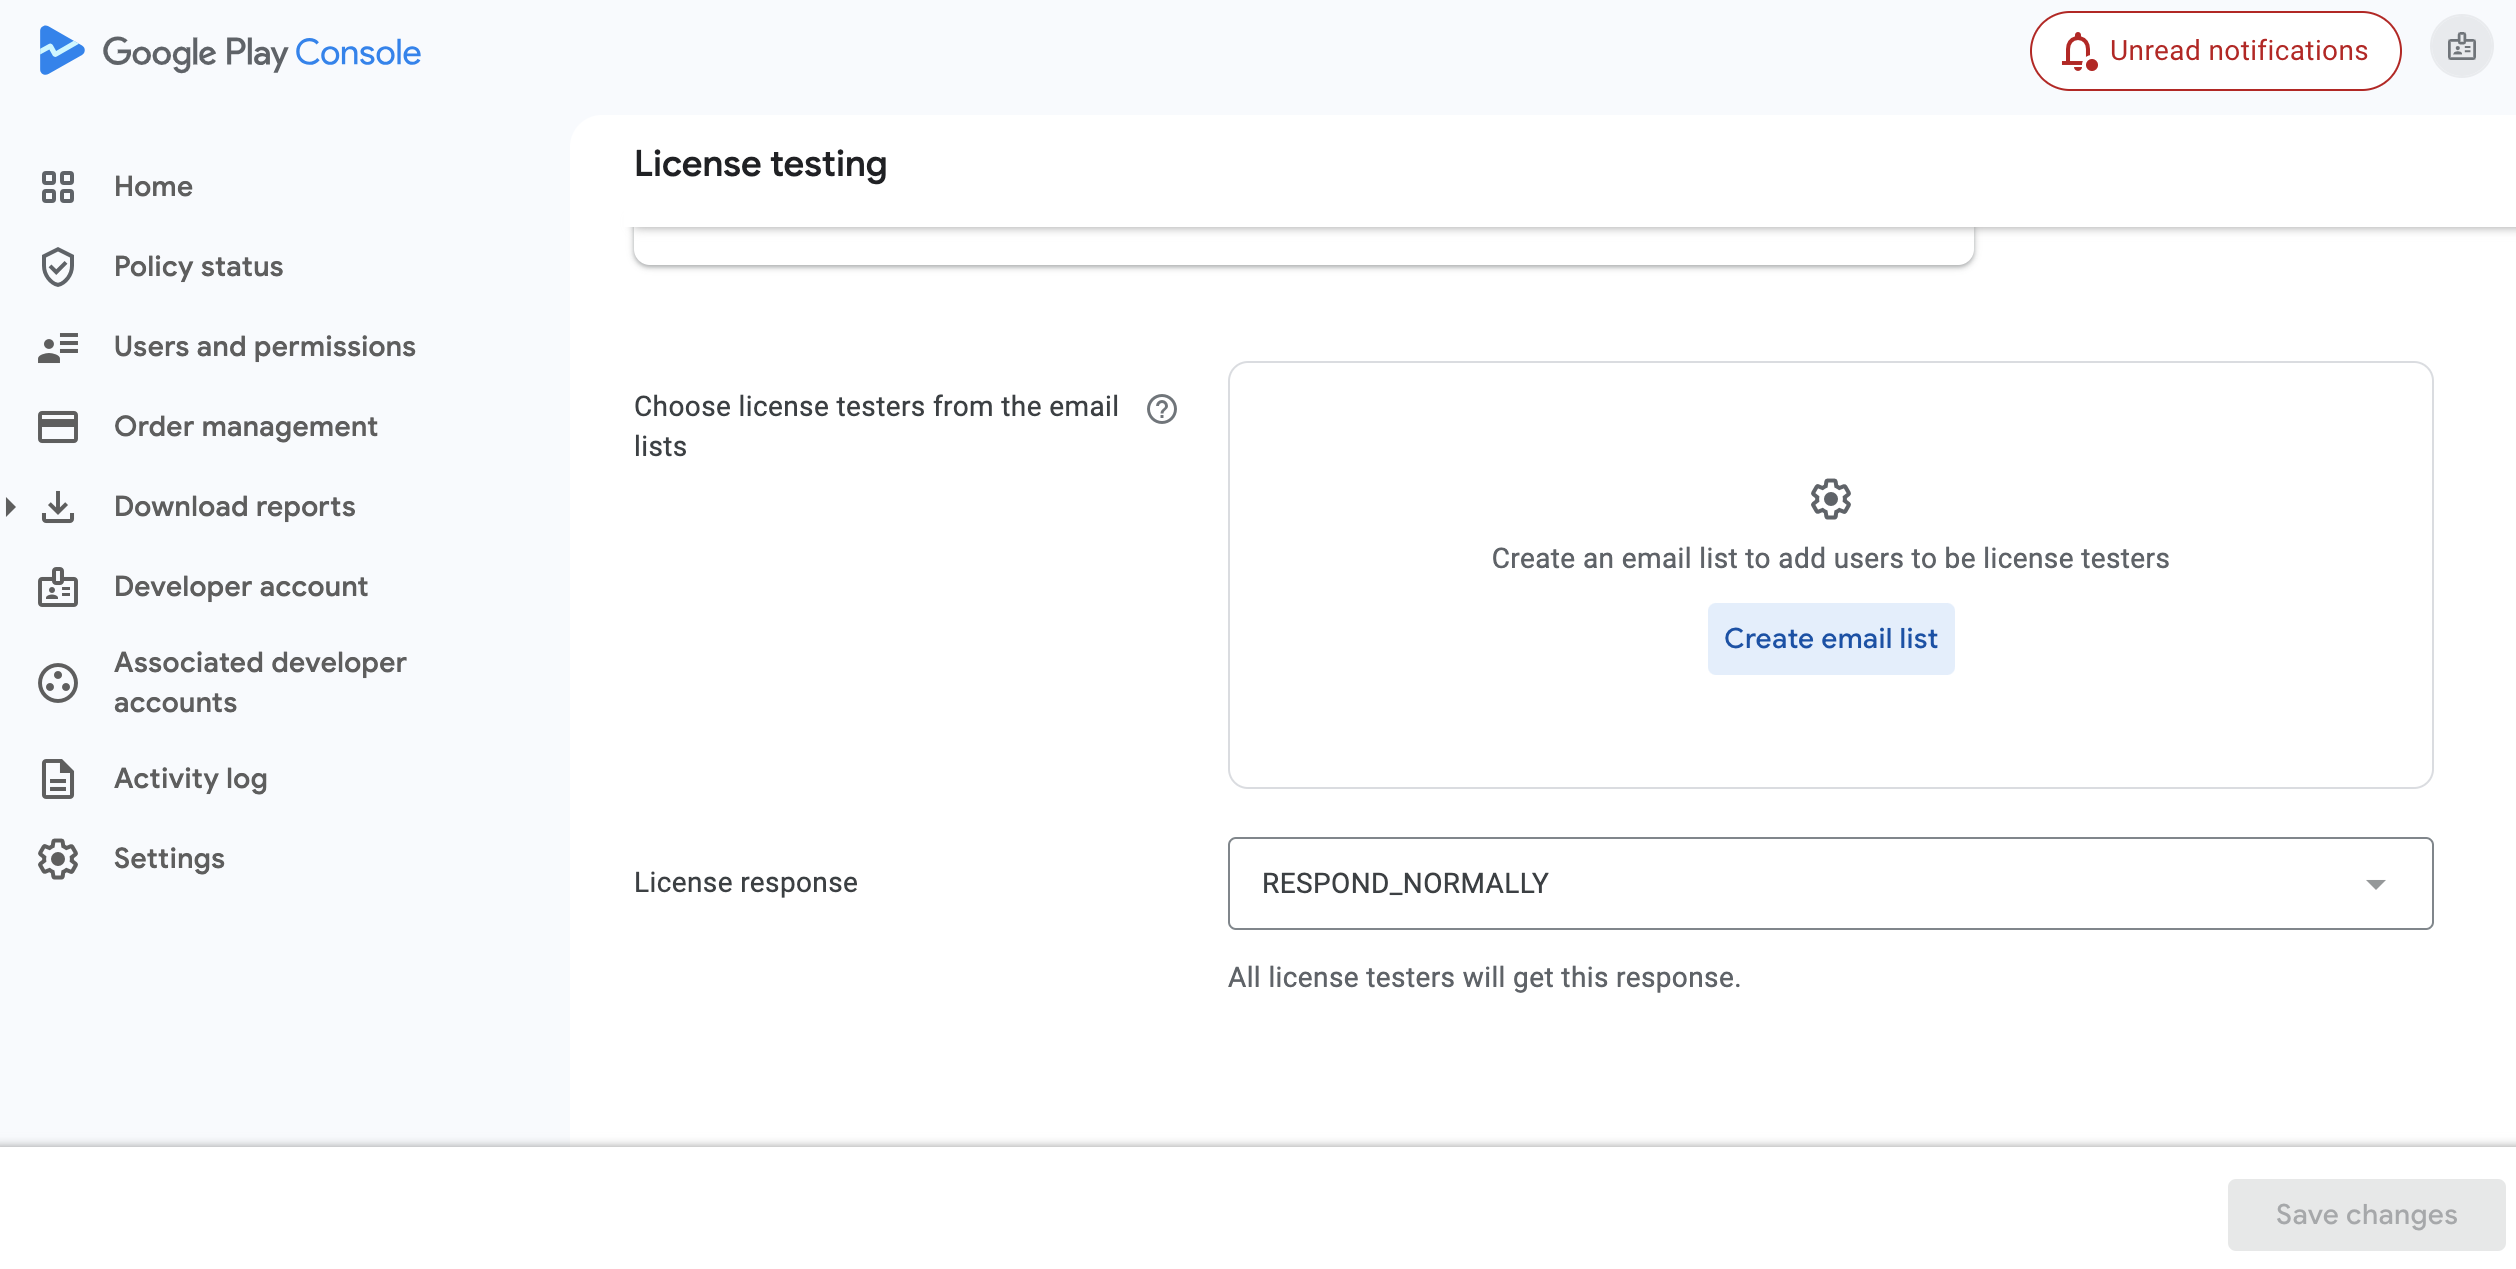 Google Play Console
Unread notifications
Home
Policy status
Users and permissions
Order management
Download reports
Developer account
Associated developer
accounts
Activity log
Settings
License testing
Choose license testers from the email
lists
Create an email list to add users to be license testers
Create email list
License response
RESPOND_NORMALLY
All license testers will get this response.
Save changes